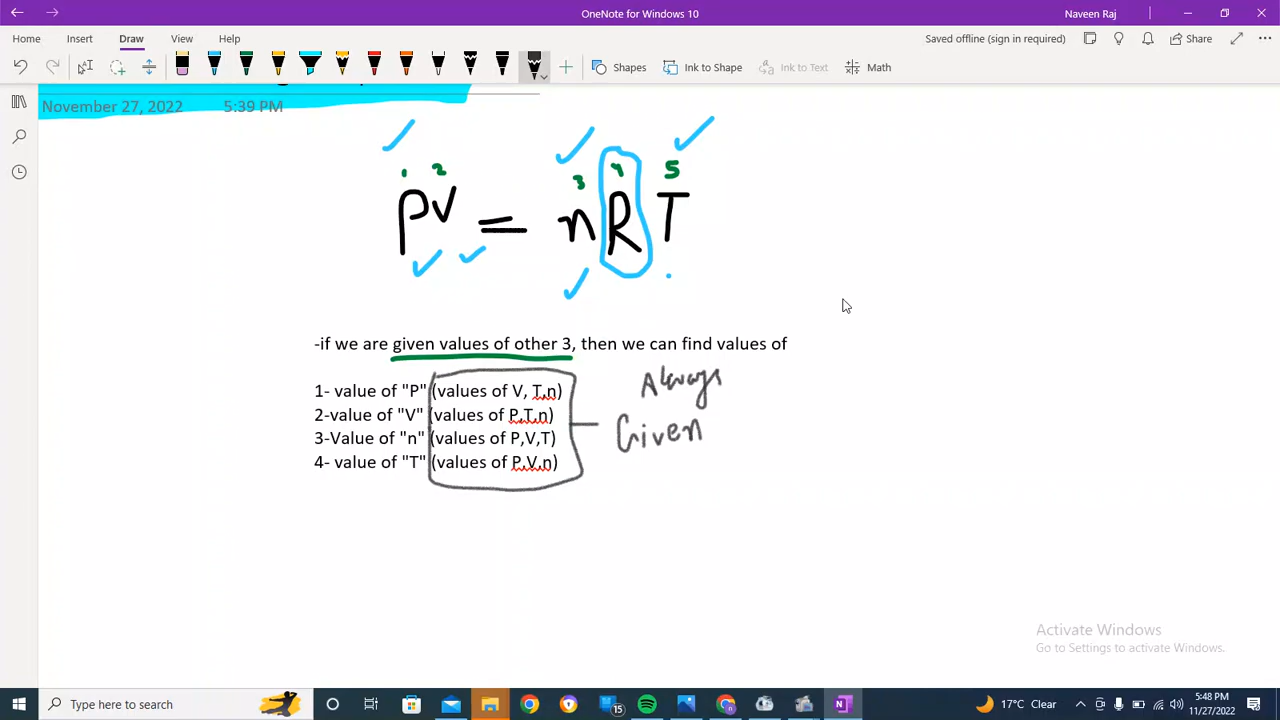 OneNote for Windows 10
Naveen Raj
Home Insert Draw View Help
Saved offline (sign in required) Share
Shapes Ink to Shape Ink to Text Math
November 27, 2022 5:39 PM
1 2 3 4 5
PV = nRT
-if we are given values of other 3, then we can find values of
1- value of "P" (values of V, T,n)
2-value of "V" (values of P,T,n)
3-Value of "n" (values of P,V,T)
4- value of "T" (values of P,V,n)
Always
Given
Activate Windows
Go to Settings to activate Windows.
Type here to search
15
17°C Clear
5:48 PM
11/27/2022